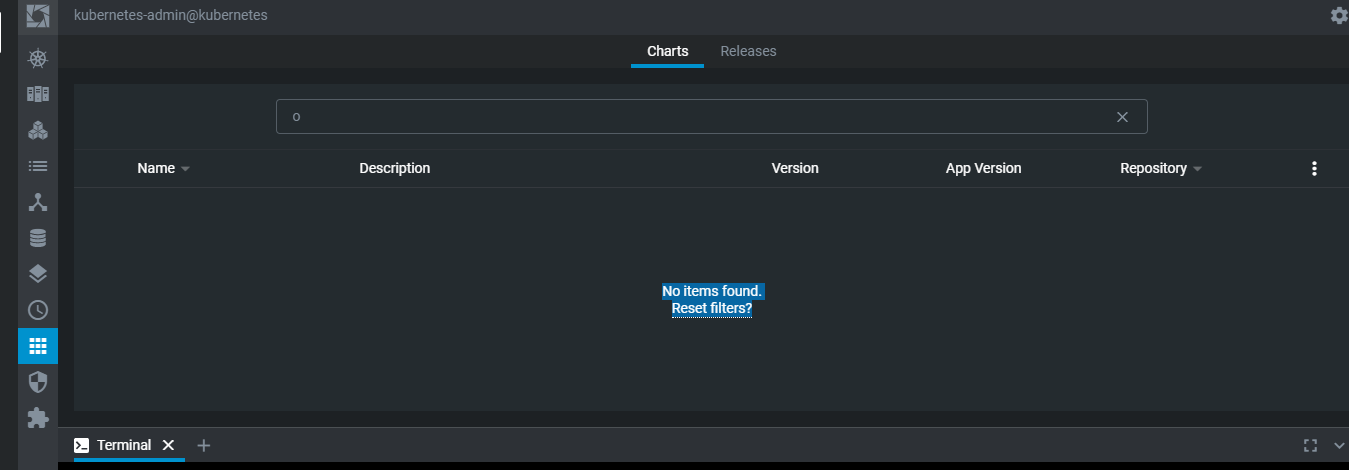 kubernetes-admin@kubernetes
Charts Releases
o
Name Description Version App Version Repository
No items found.
Reset filters?
Terminal